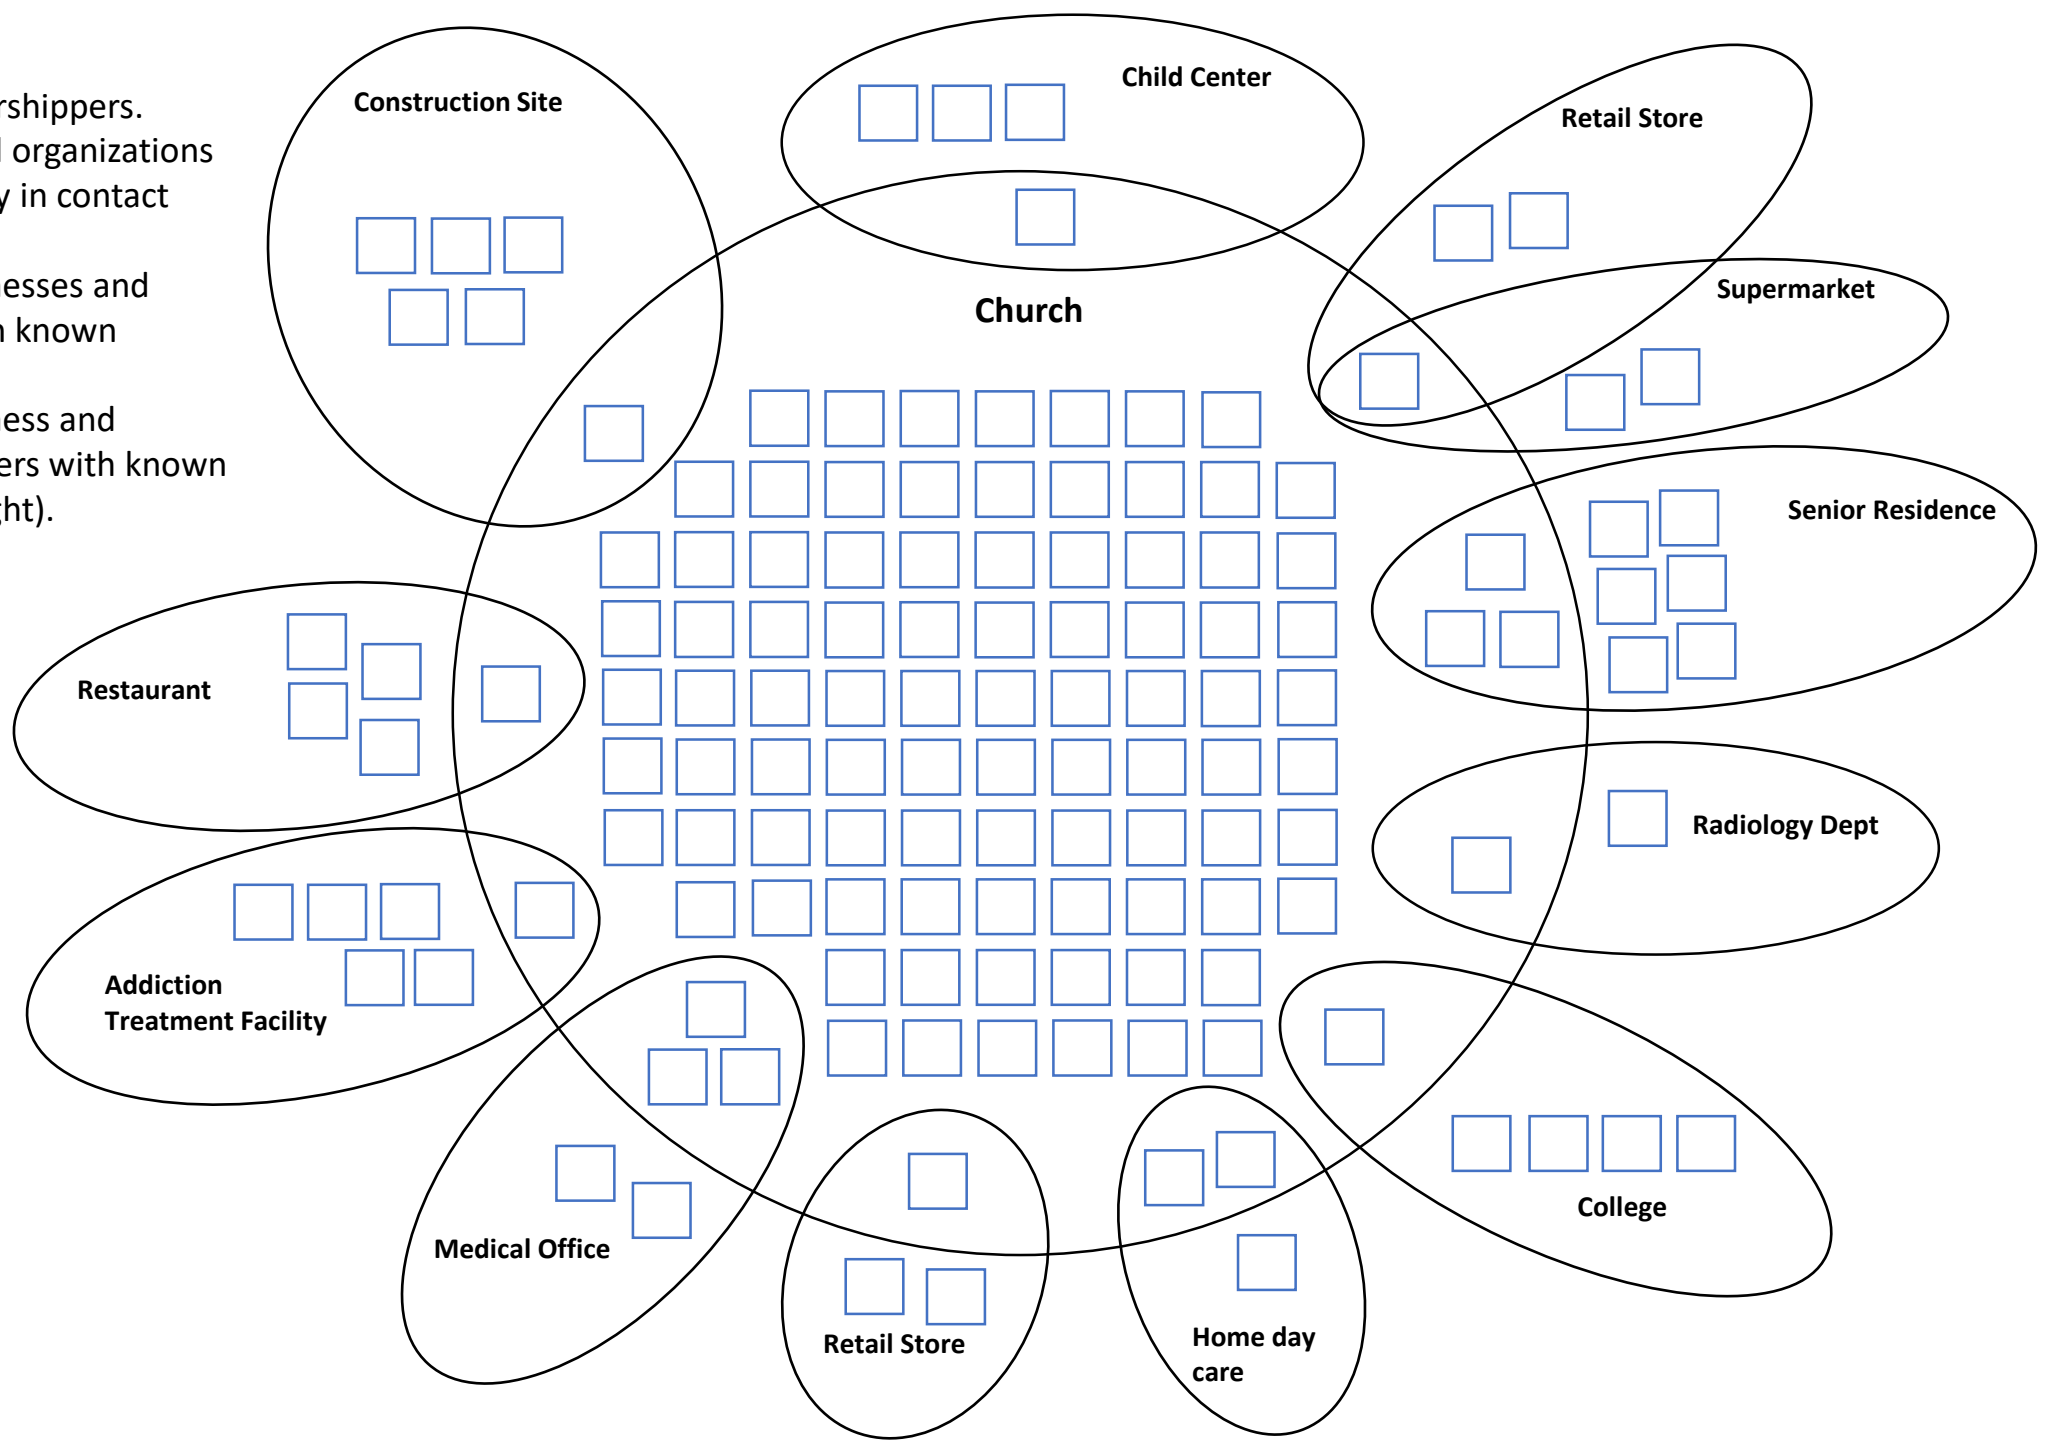 rshippers.
organizations
y in contact
esses and
known
ess and
ers with known
ght).
Construction Site
Child Center
Retail Store
Church
Supermarket
Senior Residence
Restaurant
Radiology Dept
Addiction
Treatment Facility
College
Medical Office
Retail Store
Home day
care